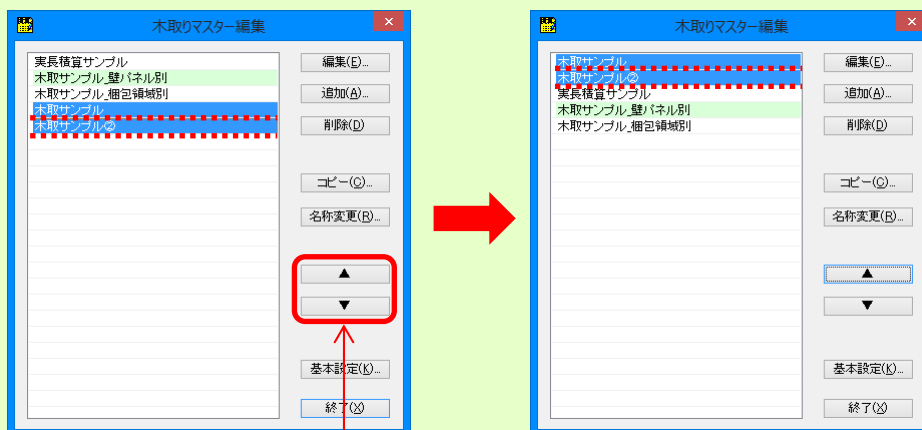 木取りマスター編集
実長積算サンプル
木取サンプル_壁パネル別
木取サンプル_梱包領域別
木取サンプル
木取サンプル②
編集(E)...
追加(A)...
削除(D)
コピー(C)...
名称変更(R)...
▲
▼
基本設定(K)...
終了(X)
木取りマスター編集
木取サンプル
木取サンプル②
実長積算サンプル
木取サンプル_壁パネル別
木取サンプル_梱包領域別
編集(E)...
追加(A)...
削除(D)
コピー(C)...
名称変更(R)...
▲
▼
基本設定(K)...
終了(X)